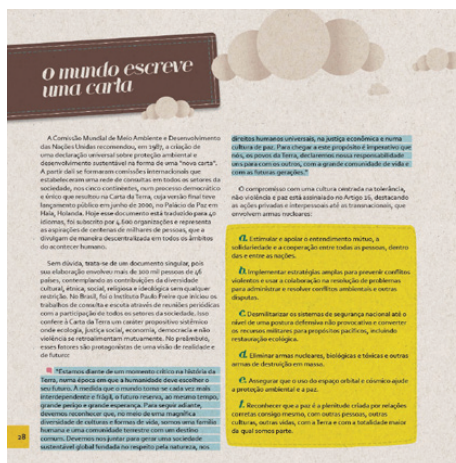 o mundo escreve
uma carta
A Comissão Mundial de Meio Ambiente e Desenvolvimento
das Nações Unidas recomendou, em 1987, a criação de
uma declaração universal sobre proteção ambiental e
desenvolvimento sustentável na forma de uma "nova carta".
A partir daí se formaram comissões internacionais que
estabeleceram uma rede de consultas em todos os setores da
sociedade, nos cinco continentes, num processo democrático
e único que resultou na Carta da Terra, cuja versão final teve
lançamento público em junho de 2000, no Palácio da Paz em
Haia, Holanda. Hoje esse documento está traduzido para 40
idiomas, foi subscrito por 4.600 organizações e representa
as aspirações de centenas de milhares de pessoas, que a
divulgam de maneira descentralizada em todos os âmbitos
do acontecer humano.
Sem dúvida, trata-se de um documento singular, pois
sua elaboração envolveu mais de 100 mil pessoas de 46
países, contemplando as contribuições da diversidade
cultural, étnica, social, religiosa e ideológica sem qualquer
restrição. No Brasil, foi o Instituto Paulo Freire que iniciou os
trabalhos de consulta e escuta através de reuniões periódicas
com a participação de todos os setores da sociedade. Isso
confere à Carta da Terra um caráter propositivo sistêmico
onde ecologia, justiça social, economia, democracia e não
violência se retroalimentam mutuamente. No preâmbulo,
esses fatores são protagonistas de uma visão de realidade e
de futuro:
"Estamos diante de um momento crítico na história da
Terra, numa época em que a humanidade deve escolher o
seu futuro. À medida que o mundo torna-se cada vez mais
interdependente e frágil, o futuro reserva, ao mesmo tempo,
grande perigo e grande esperança. Para seguir adiante,
devemos reconhecer que, no meio de uma magnífica
diversidade de culturas e formas de vida, somos uma família
humana e uma comunidade terrestre com um destino
comum. Devemos nos juntar para gerar uma sociedade
sustentável global fundada no respeito pela natureza, nos
28
direitos humanos universais, na justiça econômica e numa
cultura de paz. Para chegar a este propósito é imperativo que
nós, os povos da Terra, declaremos nossa responsabilidade
uns para com os outros, com a grande comunidade de vida e
com as futuras gerações."
O compromisso com uma cultura centrada na tolerância,
não violência e paz está assinalado no Artigo 16, destacando
as ações privadas e interpessoais até as transnacionais, que
envolvem armas nucleares:
a. Estimular e apoiar o entendimento mútuo, a
solidariedade e a cooperação entre todas as pessoas, dentro
das e entre as nações.
b. Implementar estratégias amplas para prevenir conflitos
violentos e usar a colaboração na resolução de problemas
para administrar e resolver conflitos ambientais e outras
disputas.
c. Desmilitarizar os sistemas de segurança nacional até o
nível de uma postura defensiva não provocativa e converter
os recursos militares para propósitos pacíficos, incluindo
restauração ecológica.
d. Eliminar armas nucleares, biológicas e tóxicas e outras
armas de destruição em massa.
e. Assegurar que o uso do espaço orbital e cósmico ajude
a proteção ambiental e a paz.
f. Reconhecer que a paz é a plenitude criada por relações
corretas consigo mesmo, com outras pessoas, outras
culturas, outras vidas, com a Terra e com a totalidade maior
da qual somos parte.